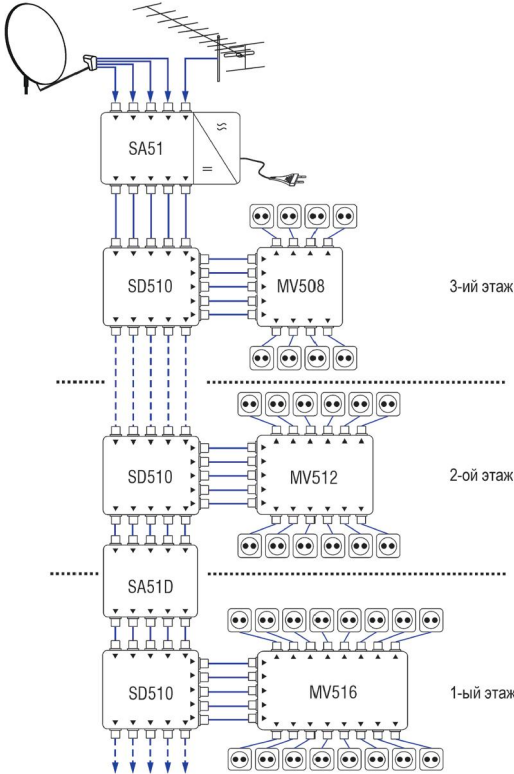 SA51
≈
=
SD510
MV508
3-ий этаж
SD510
MV512
2-ой этаж
SA51D
SD510
MV516
1-ый этаж